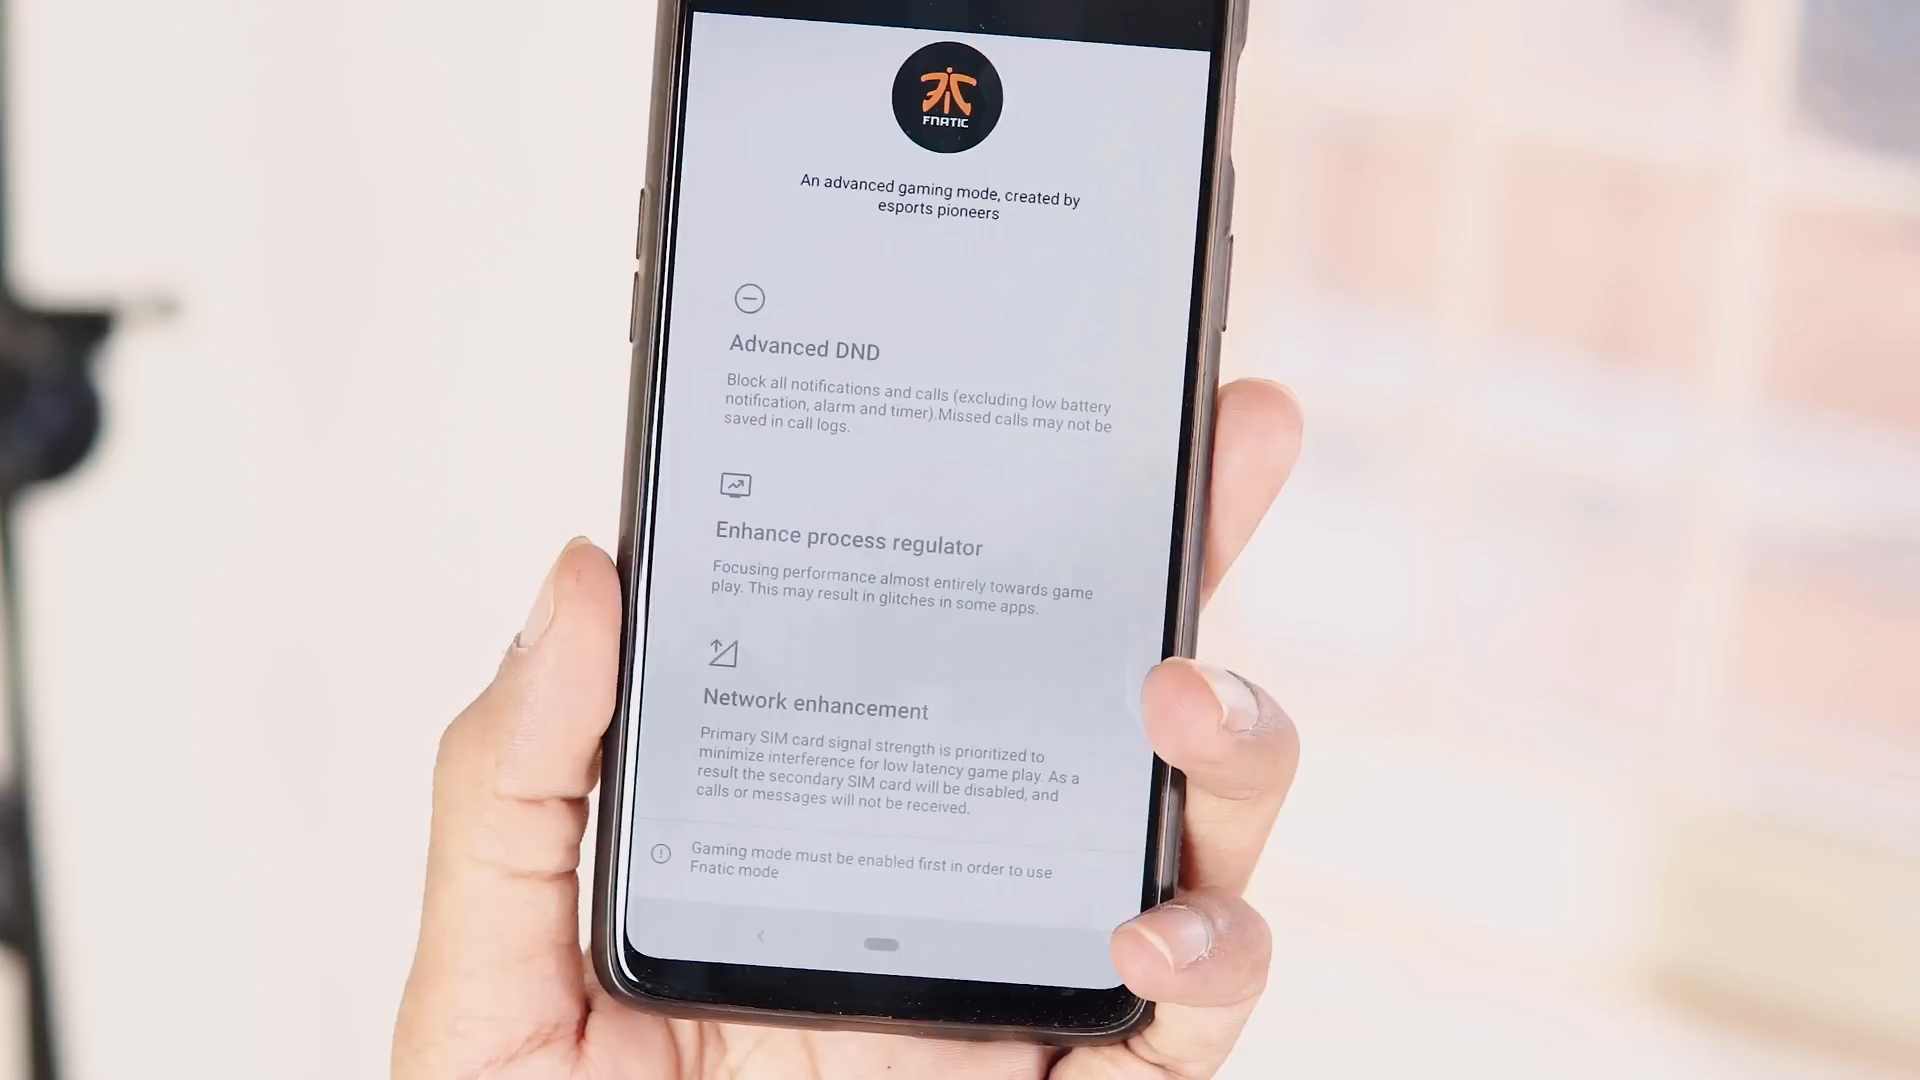 FNATIC
An advanced gaming mode, created by
esports pioneers
Advanced DND
Block all notifications and calls (excluding low battery
notification, alarm and timer).Missed calls may not be
saved in call logs.
Enhance process regulator
Focusing performance almost entirely towards game
play. This may result in glitches in some apps.
Network enhancement
Primary SIM card signal strength is prioritized to
minimize interference for low latency game play. As a
result the secondary SIM card will be disabled, and
calls or messages will not be received.
Gaming mode must be enabled first in order to use
Fnatic mode